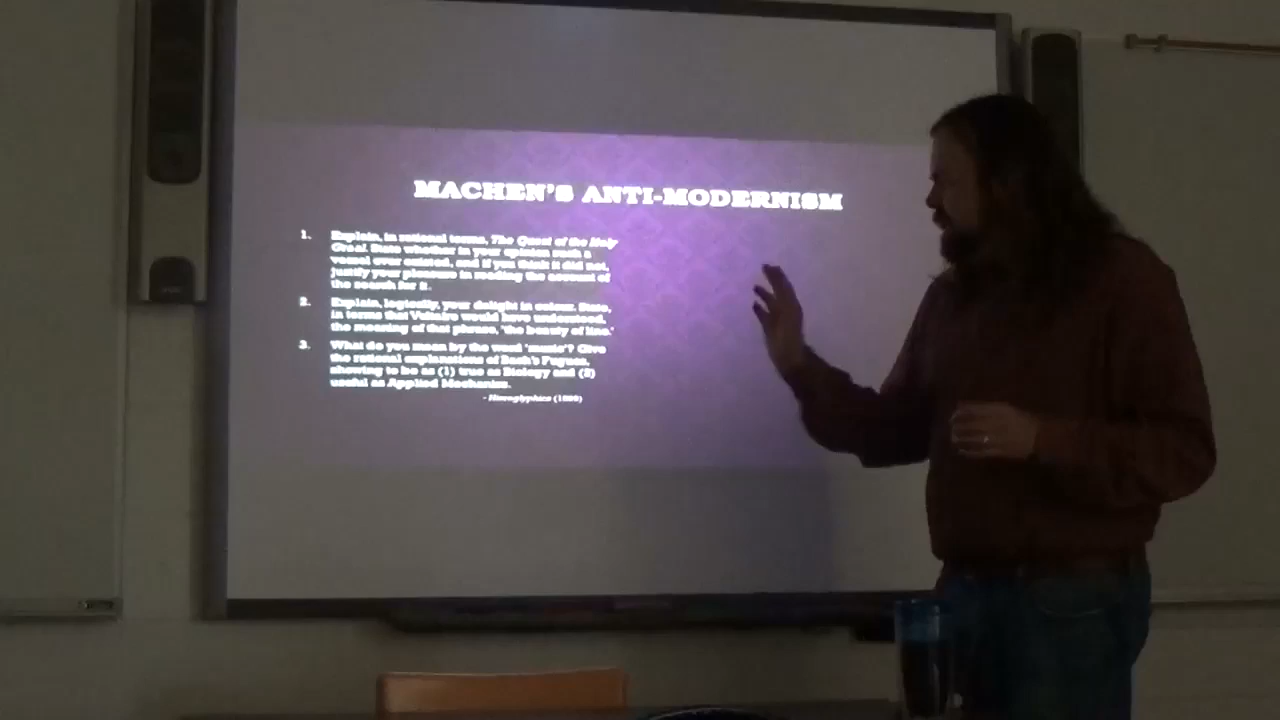 MACHEN'S ANTI-MODERNISM
1. Explain, in rational terms, The Quest of the Holy
Graal. State whether in your opinion such a
vessel ever existed, and if you think it did not,
justify your pleasure in reading the account of
the search for it.
2. Explain, logically, your delight in colour. State,
in terms that Voltaire would have understood,
the meaning of that phrase, 'the beauty of line.'
3. What do you mean by the word 'music'? Give
the rational explanations of Bach's Fugues,
showing to be as (1) true as Biology and (2)
useful as Applied Mechanics.
- Hieroglyphics (1899)